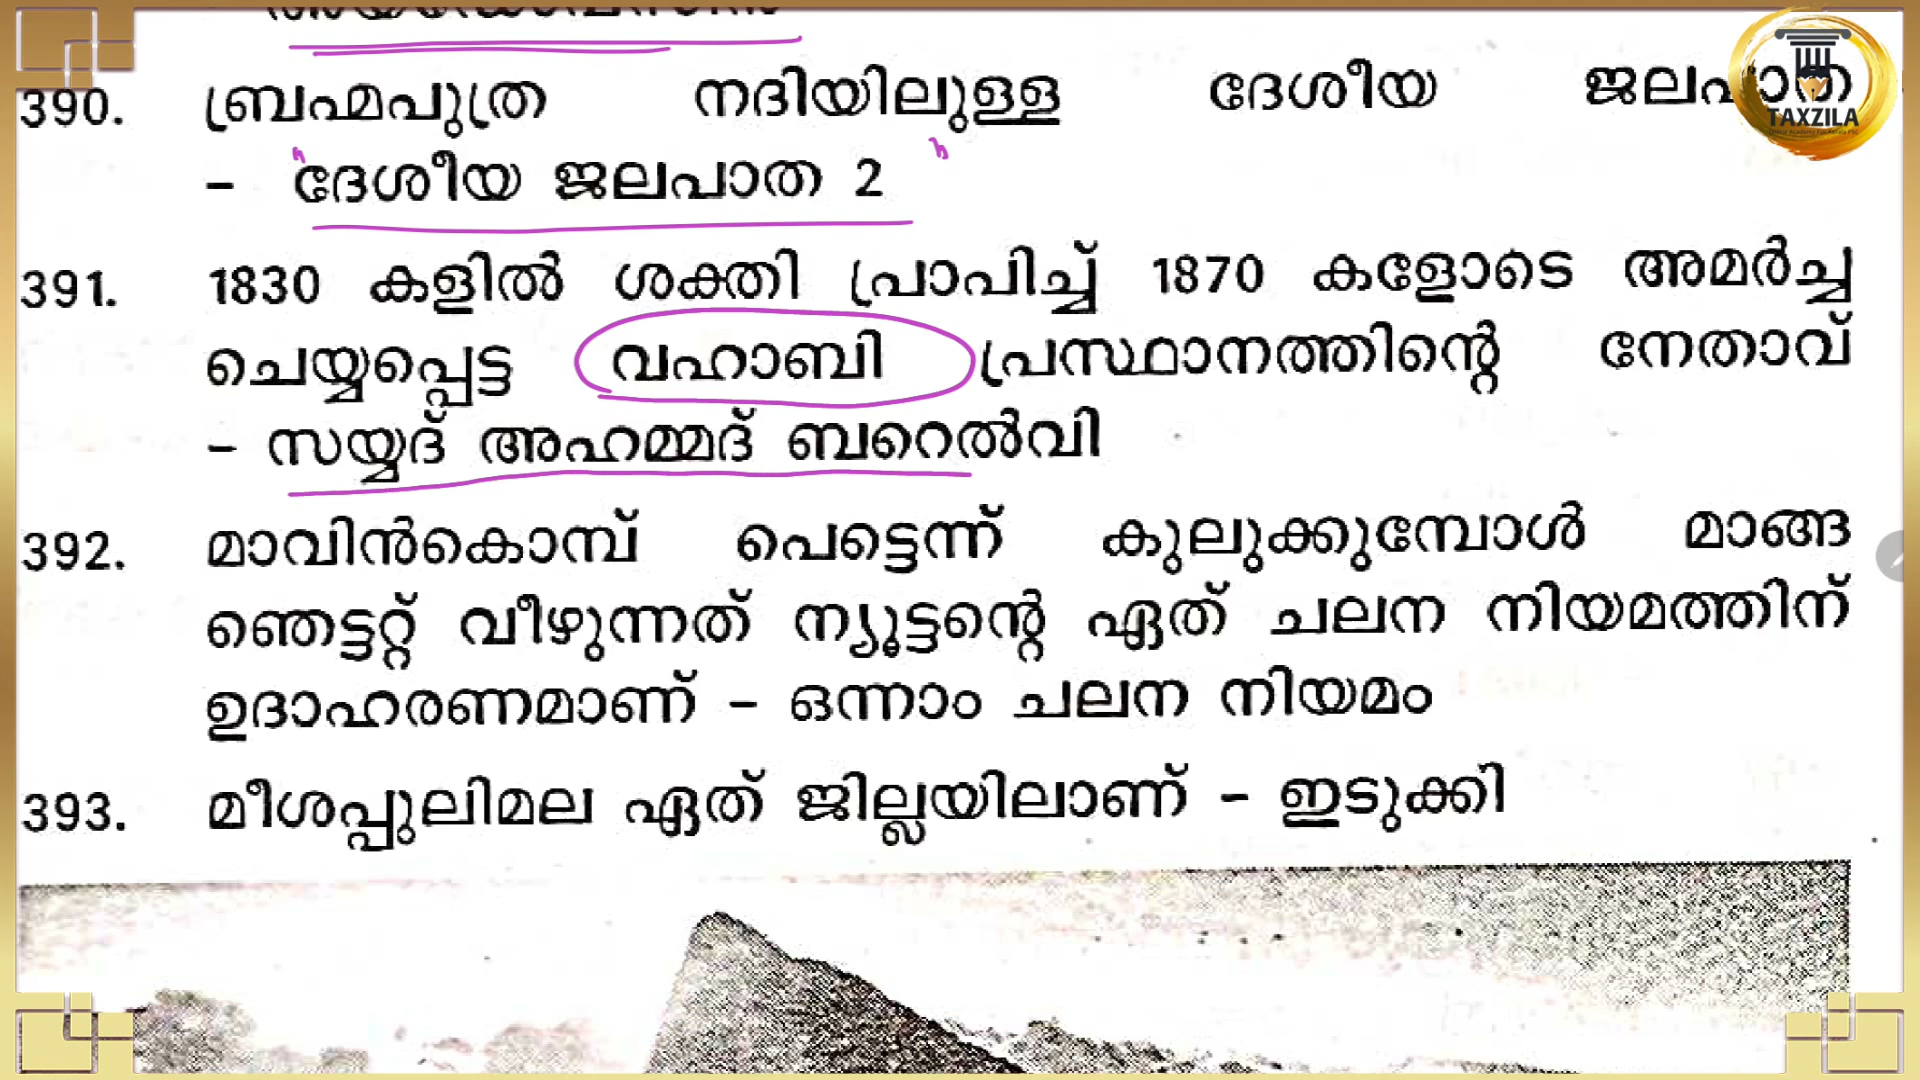 390. ബ്രഹ്മപുത്ര നദിയിലുള്ള ദേശീയ ജലപാത
– ദേശീയ ജലപാത 2
391. 1830 കളിൽ ശക്തി പ്രാപിച്ച് 1870 കളോടെ അമർച്ച
ചെയ്യപ്പെട്ട വഹാബി പ്രസ്ഥാനത്തിന്റെ നേതാവ്
– സയ്യദ് അഹമ്മദ് ബറെൽവി
392. മാവിൻകൊമ്പ് പെട്ടെന്ന് കുലുക്കുമ്പോൾ മാങ്ങ
ഞെട്ടറ്റ് വീഴുന്നത് ന്യൂട്ടന്റെ ഏത് ചലന നിയമത്തിന്
ഉദാഹരണമാണ് – ഒന്നാം ചലന നിയമം
393. മീശപ്പുലിമല ഏത് ജില്ലയിലാണ് – ഇടുക്കി
TAXZILA